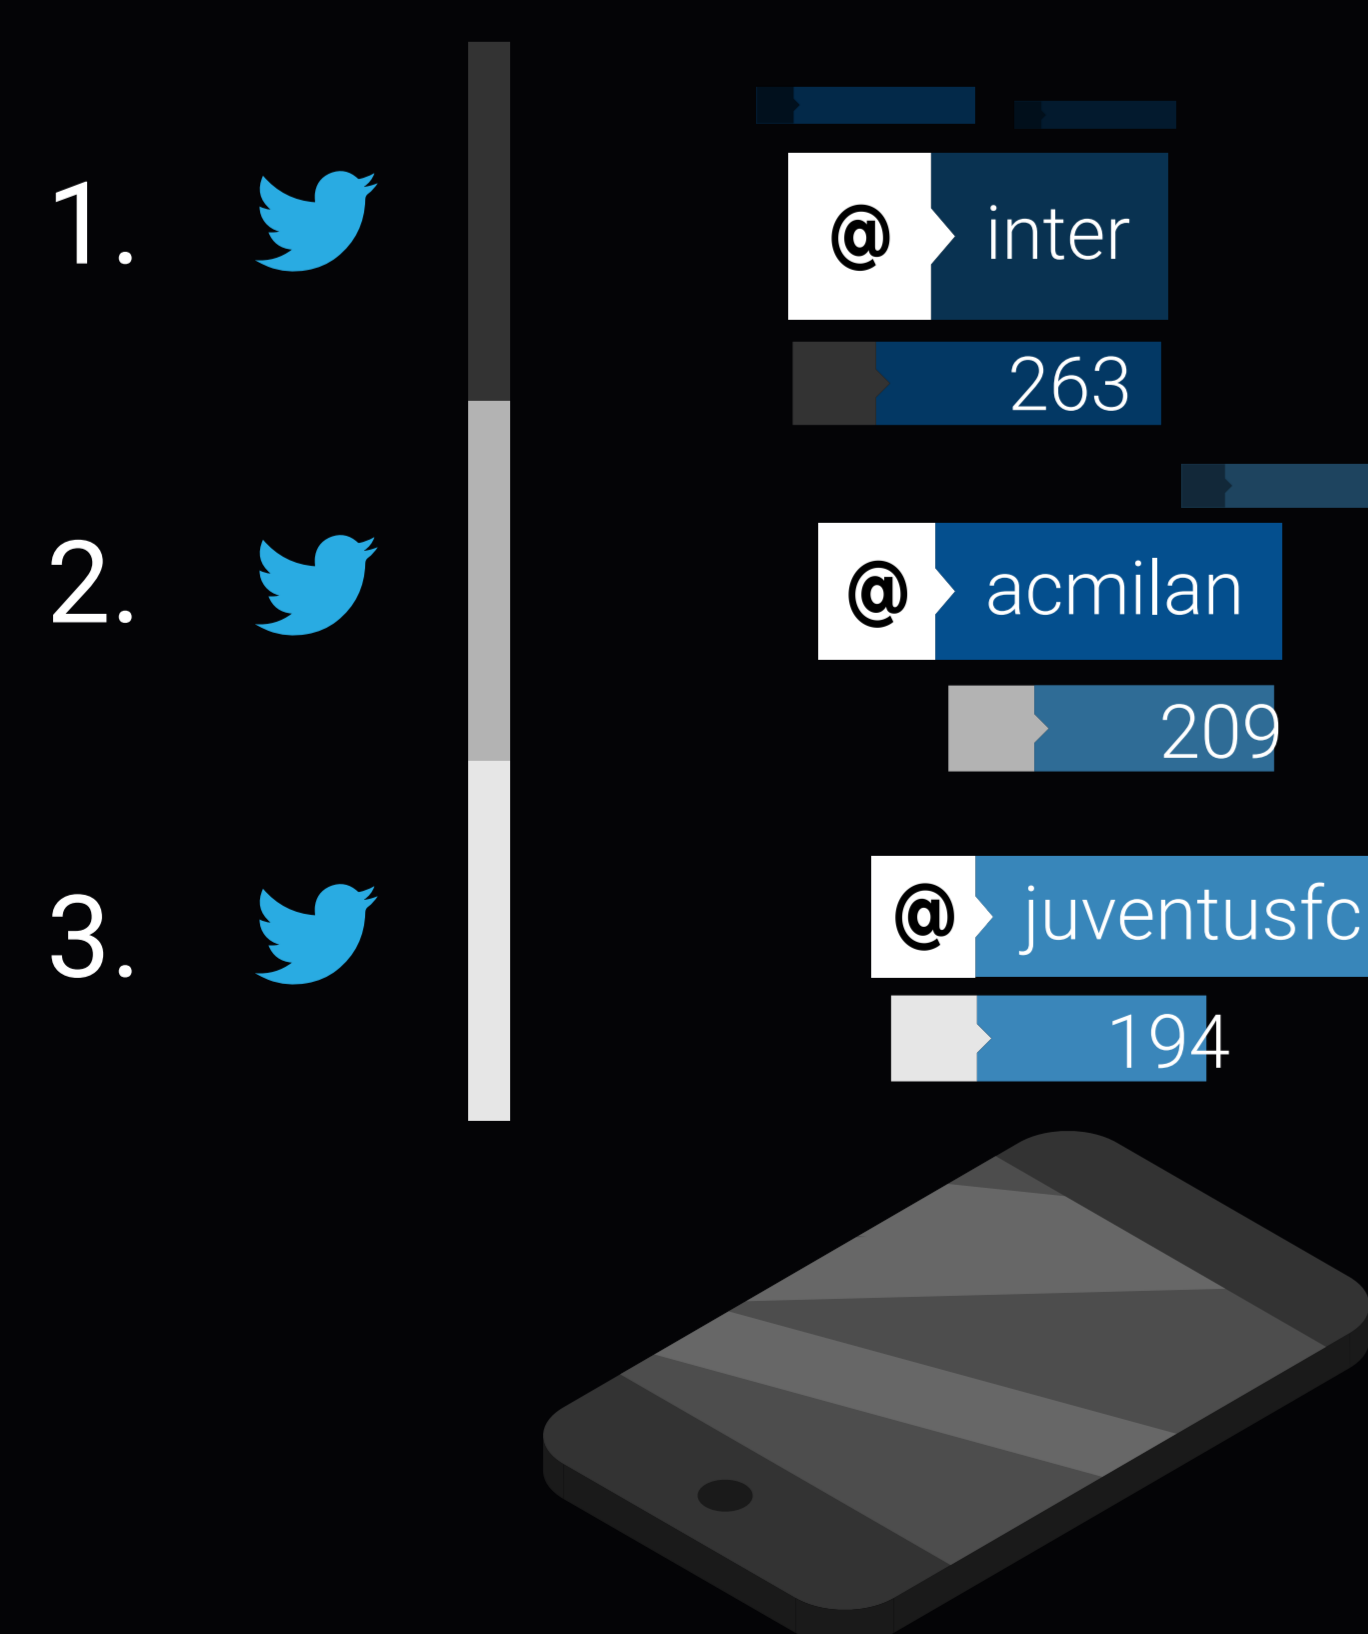 1.
@ inter
263
2.
@ acmilan
209
3.
@ juventusfc
194